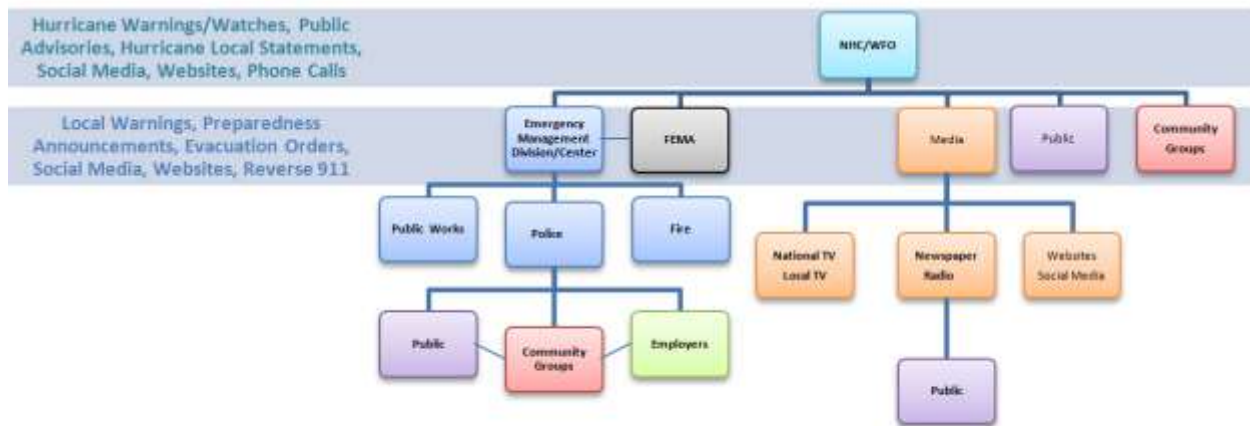 Hurricane Warnings/Watches, Public
Advisories, Hurricane Local Statements,
Social Media, Websites, Phone Calls
NHC/WFO
Local Warnings, Preparedness
Announcements, Evacuation Orders,
Social Media, Websites, Reverse 911
Emergency
Management
Division/Center
FEMA
Media
Public
Community
Groups
Public Works
Police
Fire
National TV
Local TV
Newspaper
Radio
Websites
Social Media
Public
Community
Groups
Employers
Public